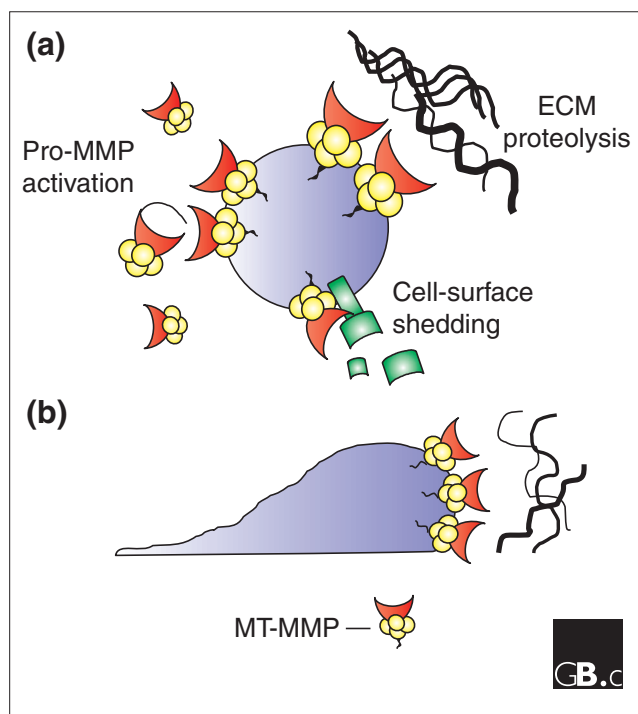 (a)
ECM
proteolysis
Pro-MMP
activation
Cell-surface
shedding
(b)
MT-MMP
GB.c